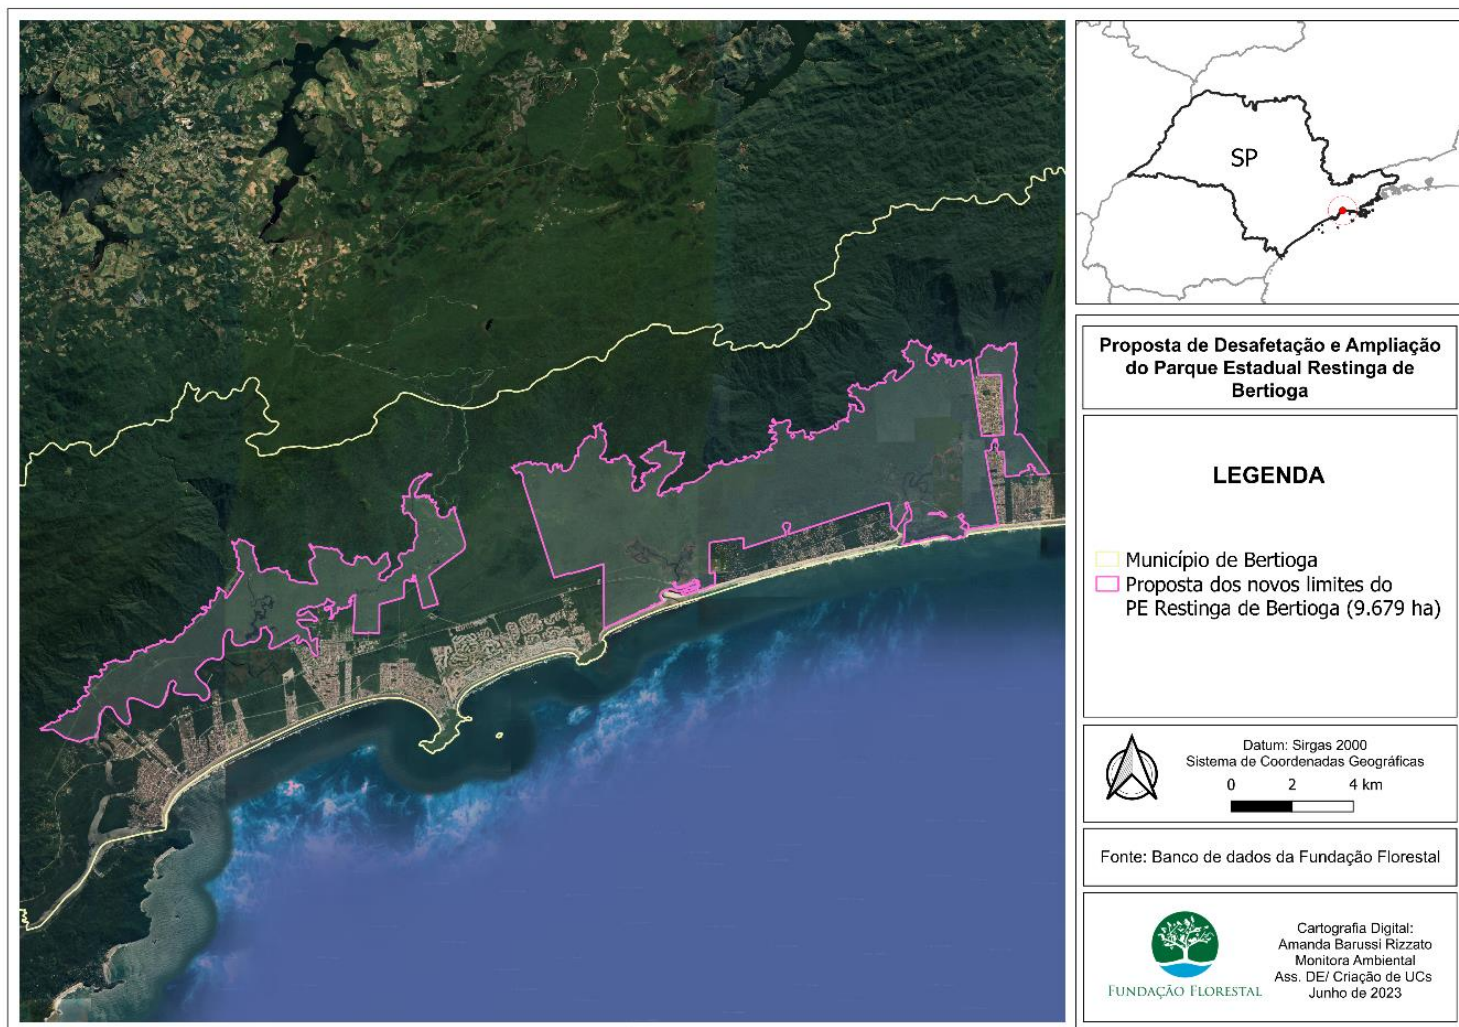 SP
Proposta de Desafetação e Ampliação
do Parque Estadual Restinga de
Bertioga
LEGENDA
Município de Bertioga
Proposta dos novos limites do
PE Restinga de Bertioga (9.679 ha)
Datum: Sirgas 2000
Sistema de Coordenadas Geográficas
0 2 4 km
Fonte: Banco de dados da Fundação Florestal
FUNDAÇÃO FLORESTAL
Cartografia Digital:
Amanda Barussi Rizzato
Monitora Ambiental
Ass. DE/ Criação de UCs
Junho de 2023